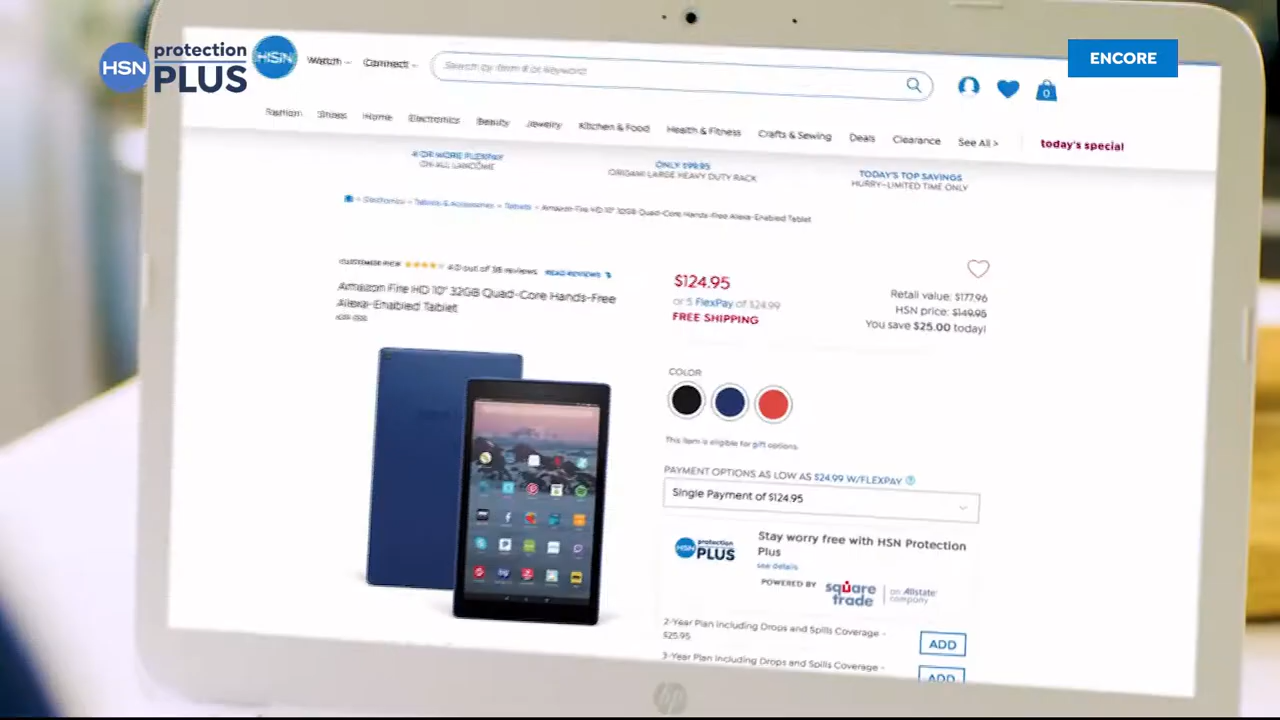 HSN protection PLUS
ENCORE
HSN Watch Connect Search by item # or keyword
0
Fashion Shoes Home Electronics Beauty Jewelry Kitchen & Food Health & Fitness Crafts & Sewing Deals Clearance See All > today's special
4 OR MORE FLEXPAY
ON ALL LANCOME
ONLY $99.95
ORIGAMI LARGE HEAVY DUTY RACK
TODAY'S TOP SAVINGS
HURRY–LIMITED TIME ONLY
Electronics > Tablets & Accessories > Tablets > Amazon Fire HD 10" 32GB Quad-Core Hands-Free Alexa-Enabled Tablet
4.0 out of 36 reviews READ REVIEWS
Amazon Fire HD 10" 32GB Quad-Core Hands-Free
Alexa-Enabled Tablet
$124.95
or 5 FlexPay of $24.99
FREE SHIPPING
Retail value: $177.96
HSN price: $149.95
You save $25.00 today!
COLOR
This item is eligible for gift options.
PAYMENT OPTIONS AS LOW AS $24.99 W/FLEXPAY ?
Single Payment of $124.95
HSN protection PLUS
Stay worry free with HSN Protection
Plus
see details
POWERED BY square trade | an Allstate company
2-Year Plan Including Drops and Spills Coverage -
$25.95
ADD
3-Year Plan Including Drops and Spills Coverage -
ADD
hp